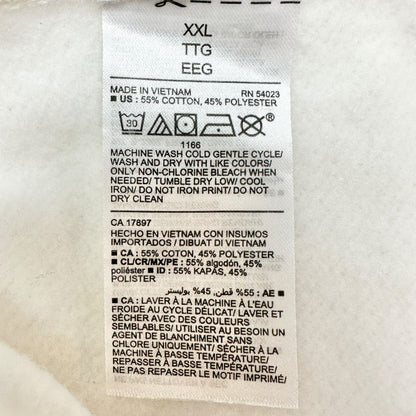 XXL
TTG
EEG
MADE IN VIETNAM RN 54023
■ US : 55% COTTON, 45% POLYESTER
30
1166
MACHINE WASH COLD GENTLE CYCLE/
WASH AND DRY WITH LIKE COLORS/
ONLY NON-CHLORINE BLEACH WHEN
NEEDED/ TUMBLE DRY LOW/ COOL
IRON/ DO NOT IRON PRINT/ DO NOT
DRY CLEAN
CA 17897
HECHO EN VIETNAM CON INSUMOS
IMPORTADOS / DIBUAT DI VIETNAM
■ CA : 55% COTON, 45% POLYESTER
■ CL/CR/MX/PE : 55% algodón, 45%
poliéster ■ ID : 55% KAPAS, 45%
POLISTER
■ AE : 55% قطن, 45% بوليستر
■ CA : LAVER À LA MACHINE À L'EAU
FROIDE AU CYCLE DÉLICAT/ LAVER ET
SÉCHER AVEC DES COULEURS
SEMBLABLES/ UTILISER AU BESOIN UN
AGENT DE BLANCHIMENT SANS
CHLORE UNIQUEMENT/ SÉCHER À
BASSE TEMPÉRATURE/ REPASSER À
BASSE TEMPÉRATURE/
NE PAS REPASSER LE MOTIF IMPRIMÉ/